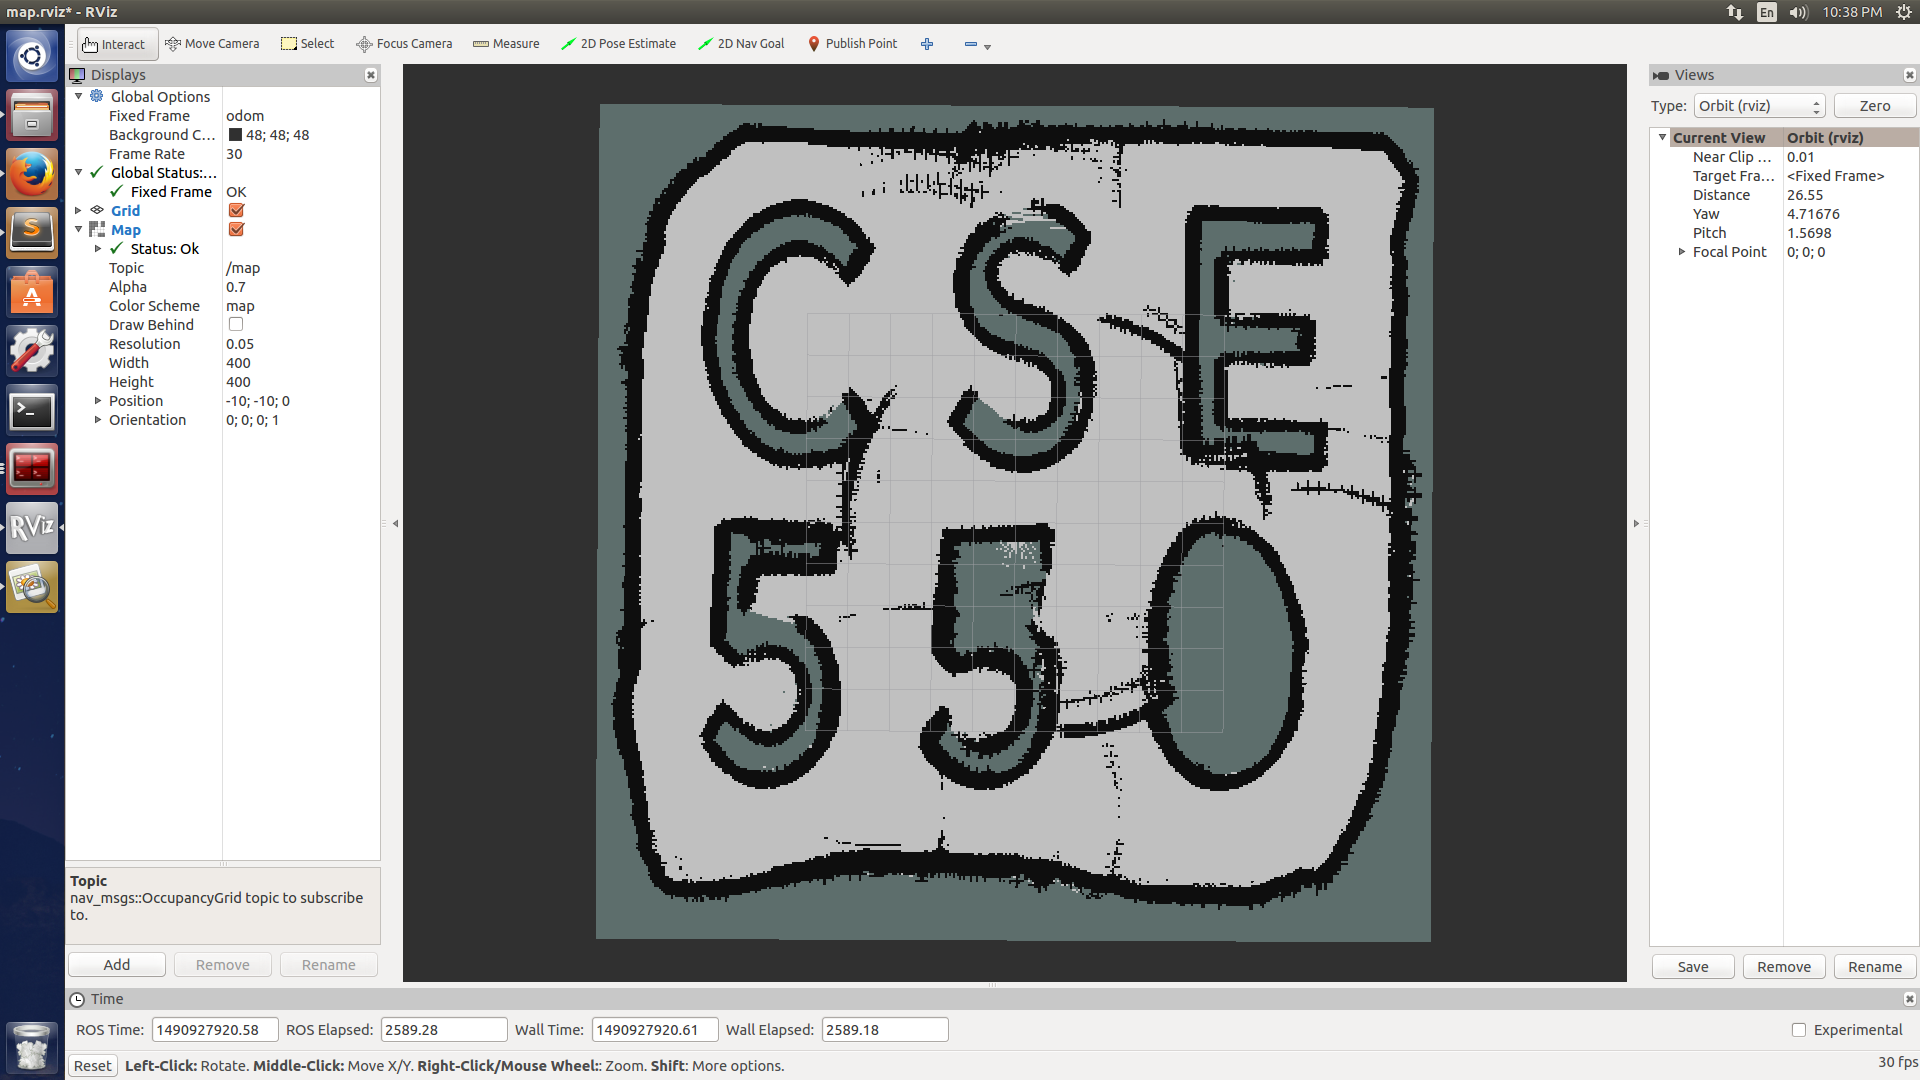 map.rviz* - RViz
En
10:38 PM
Interact
Move Camera
Select
Focus Camera
Measure
2D Pose Estimate
2D Nav Goal
Publish Point
Displays
Global Options
Fixed Frame odom
Background C... 48; 48; 48
Frame Rate 30
Global Status:...
Fixed Frame OK
Grid
Map
Status: Ok
Topic /map
Alpha 0.7
Color Scheme map
Draw Behind
Resolution 0.05
Width 400
Height 400
Position -10; -10; 0
Orientation 0; 0; 0; 1
Topic
nav_msgs::OccupancyGrid topic to subscribe
to.
Add Remove Rename
RViz
CSE
550
Views
Type: Orbit (rviz) Zero
Current View Orbit (rviz)
Near Clip ... 0.01
Target Fra... <Fixed Frame>
Distance 26.55
Yaw 4.71676
Pitch 1.5698
Focal Point 0; 0; 0
Save Remove Rename
Time
ROS Time: 1490927920.58 ROS Elapsed: 2589.28 Wall Time: 1490927920.61 Wall Elapsed: 2589.18 Experimental
Reset Left-Click: Rotate. Middle-Click: Move X/Y. Right-Click/Mouse Wheel:: Zoom. Shift: More options. 30 fps